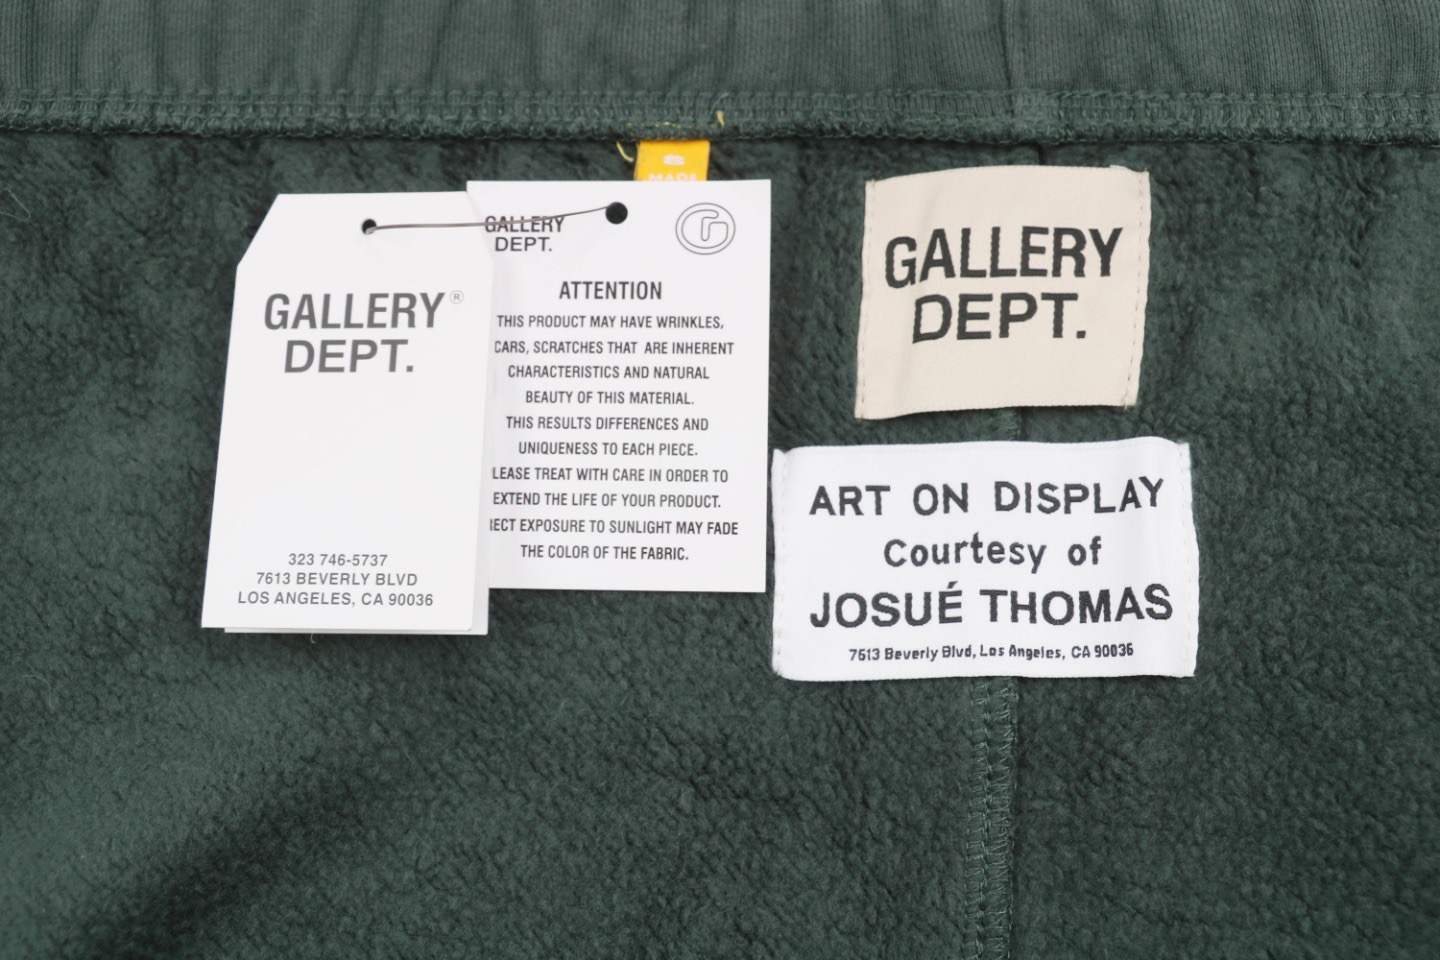 GALLERY®
DEPT.
323 746-5737
7613 BEVERLY BLVD
LOS ANGELES, CA 90036
S
MADE
GALLERY
DEPT.
ATTENTION
THIS PRODUCT MAY HAVE WRINKLES,
CARS, SCRATCHES THAT ARE INHERENT
CHARACTERISTICS AND NATURAL
BEAUTY OF THIS MATERIAL.
THIS RESULTS DIFFERENCES AND
UNIQUENESS TO EACH PIECE.
LEASE TREAT WITH CARE IN ORDER TO
EXTEND THE LIFE OF YOUR PRODUCT.
RECT EXPOSURE TO SUNLIGHT MAY FADE
THE COLOR OF THE FABRIC.
GALLERY
DEPT.
ART ON DISPLAY
Courtesy of
JOSUÉ THOMAS
7613 Beverly Blvd, Los Angeles, CA 90036